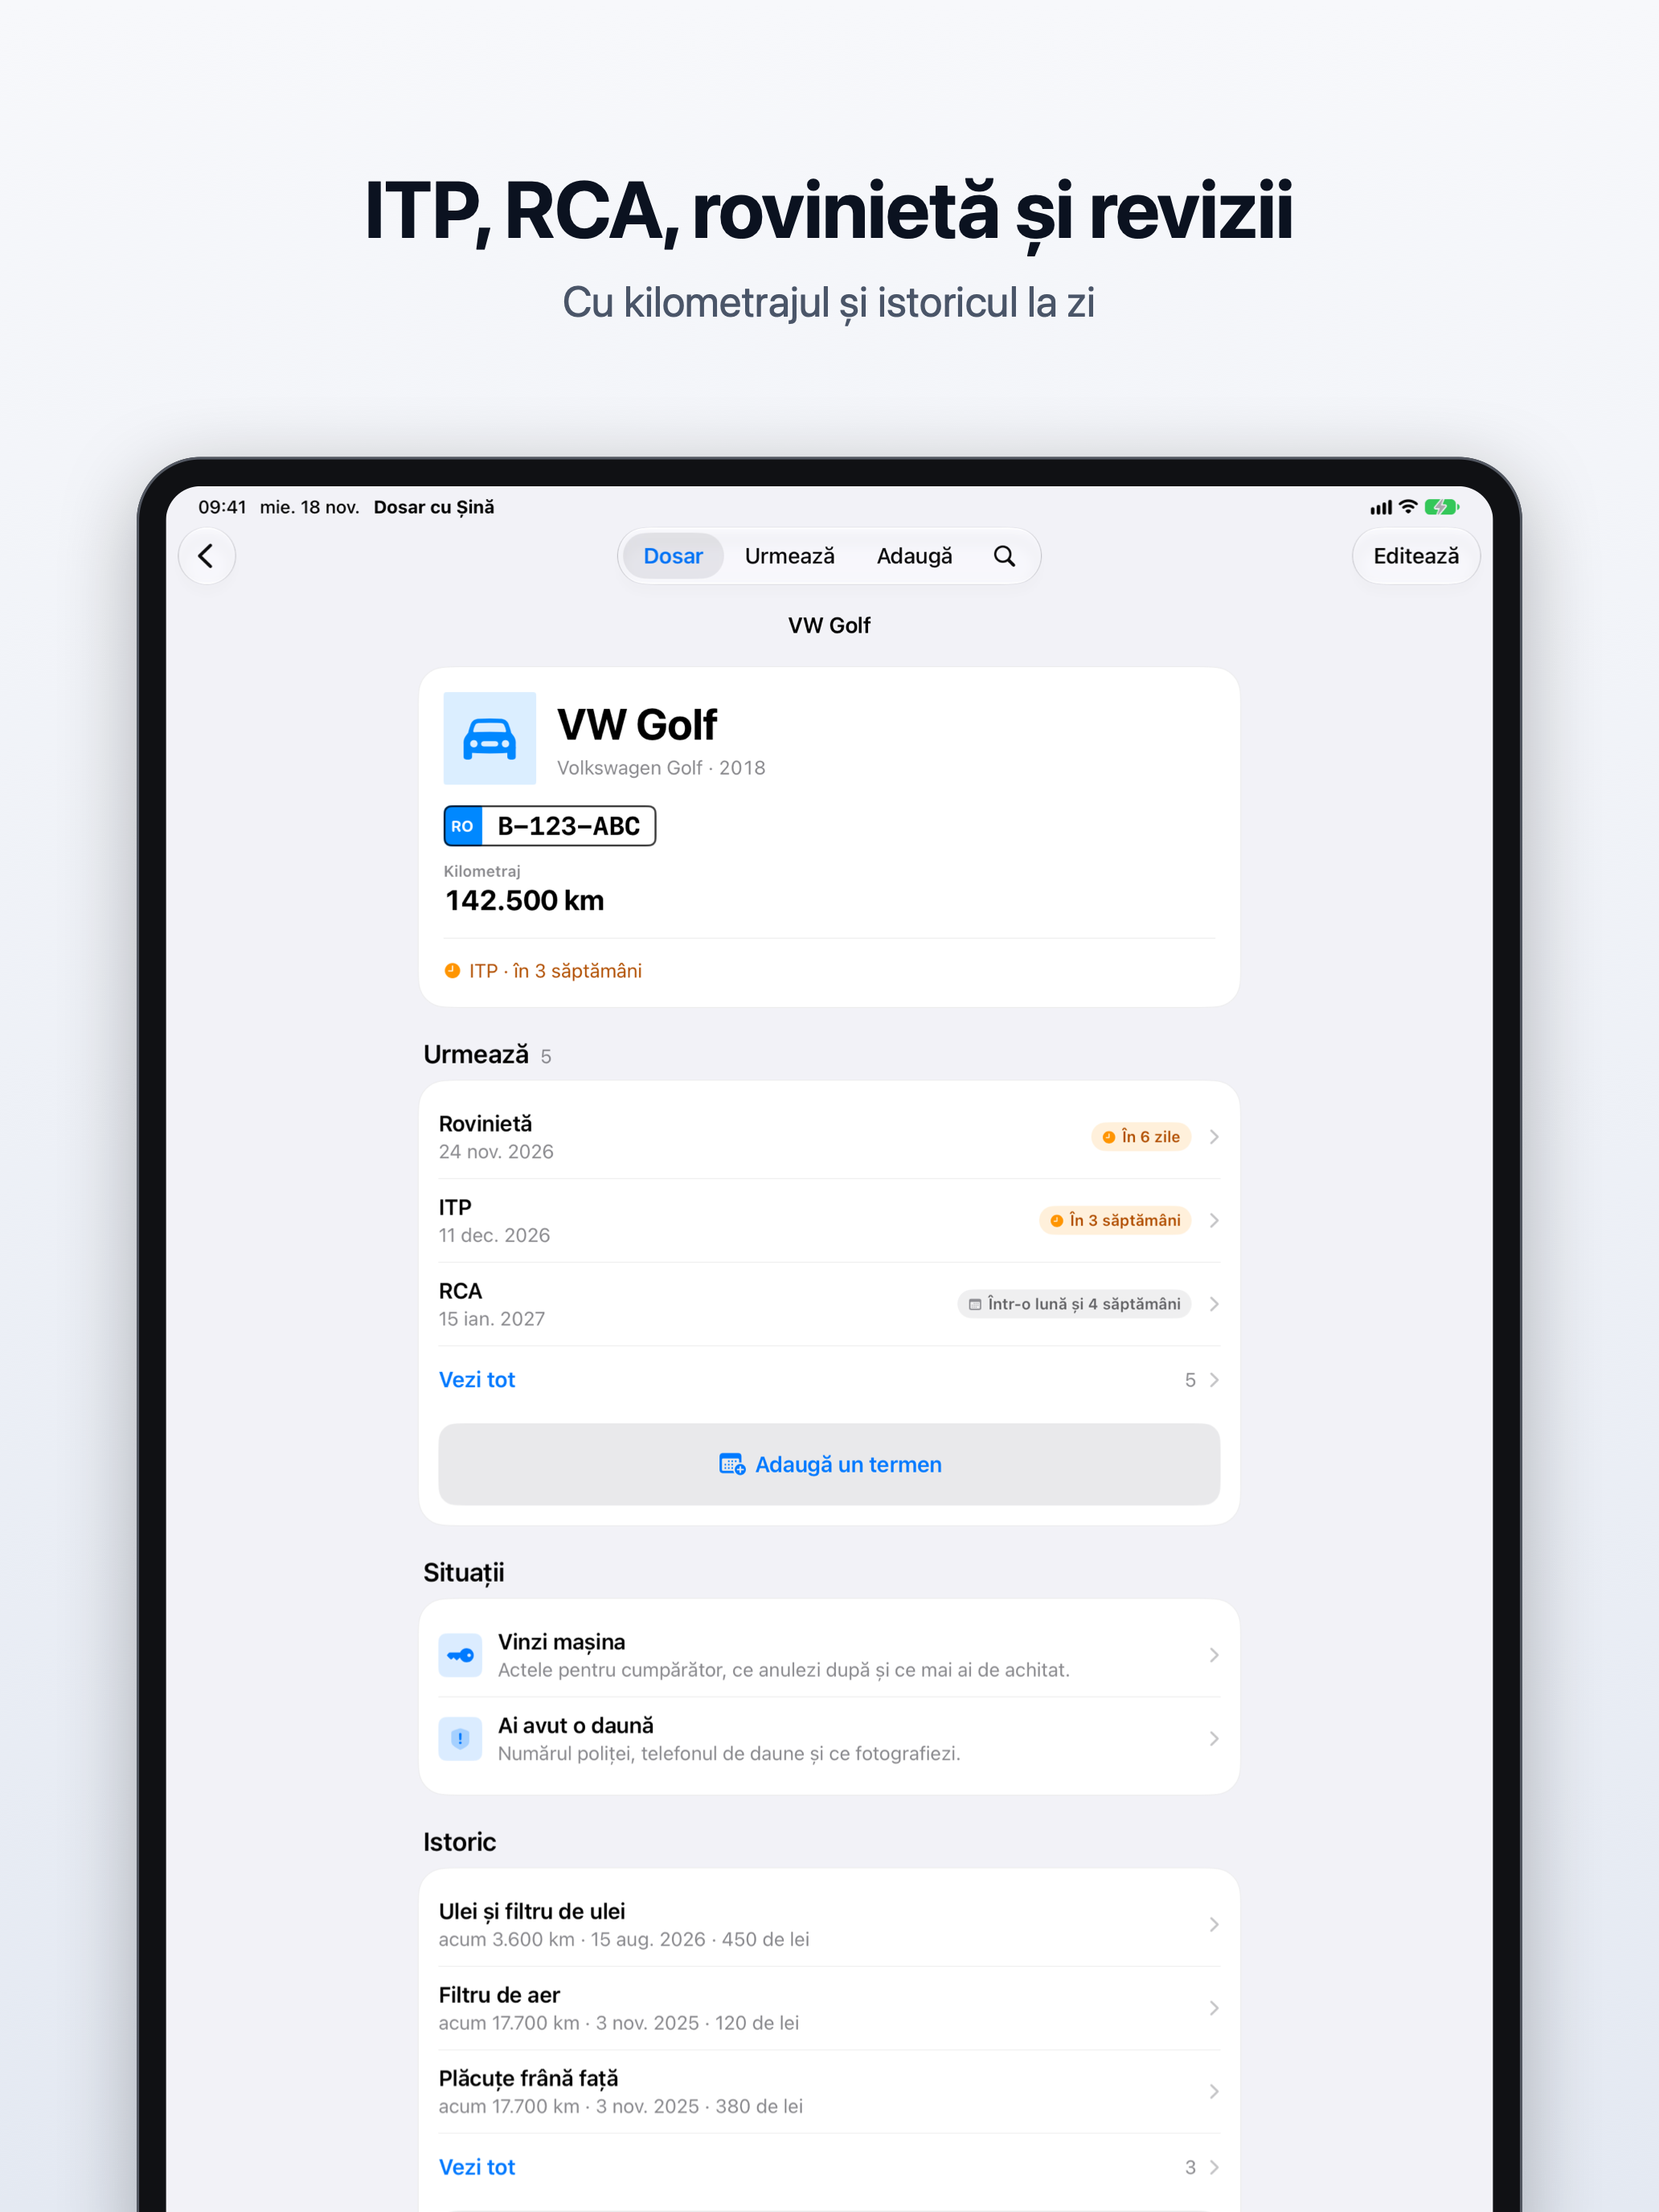 ITP, RCA, rovinietă și revizii
Cu kilometrajul și istoricul la zi
09:41 mie. 18 nov. Dosar cu Șină
Dosar Urmează Adaugă Editează
VW Golf
VW Golf
Volkswagen Golf · 2018
RO B–123–ABC
Kilometraj
142.500 km
ITP · în 3 săptămâni
Urmează 5
Rovinietă
24 nov. 2026
În 6 zile
ITP
11 dec. 2026
În 3 săptămâni
RCA
15 ian. 2027
Într-o lună și 4 săptămâni
Vezi tot 5
Adaugă un termen
Situații
Vinzi mașina
Actele pentru cumpărător, ce anulezi după și ce mai ai de achitat.
Ai avut o daună
Numărul poliței, telefonul de daune și ce fotografiezi.
Istoric
Ulei și filtru de ulei
acum 3.600 km · 15 aug. 2026 · 450 de lei
Filtru de aer
acum 17.700 km · 3 nov. 2025 · 120 de lei
Plăcuțe frână față
acum 17.700 km · 3 nov. 2025 · 380 de lei
Vezi tot 3